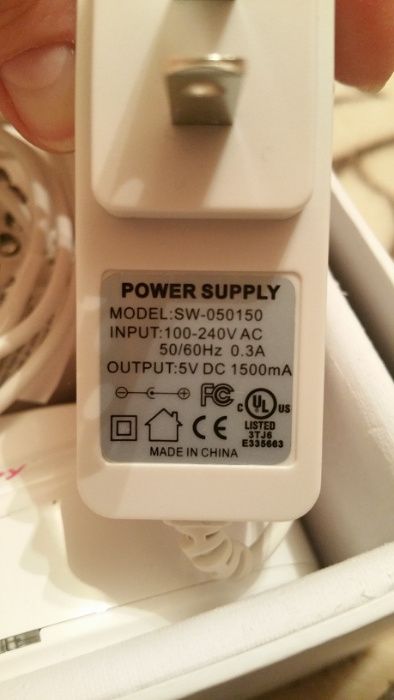 POWER SUPPLY
MODEL:SW-050150
INPUT:100-240V AC
50/60Hz 0.3A
OUTPUT:5V DC 1500mA
FC
C UL US
LISTED
3TJ6
E335663
CE
MADE IN CHINA